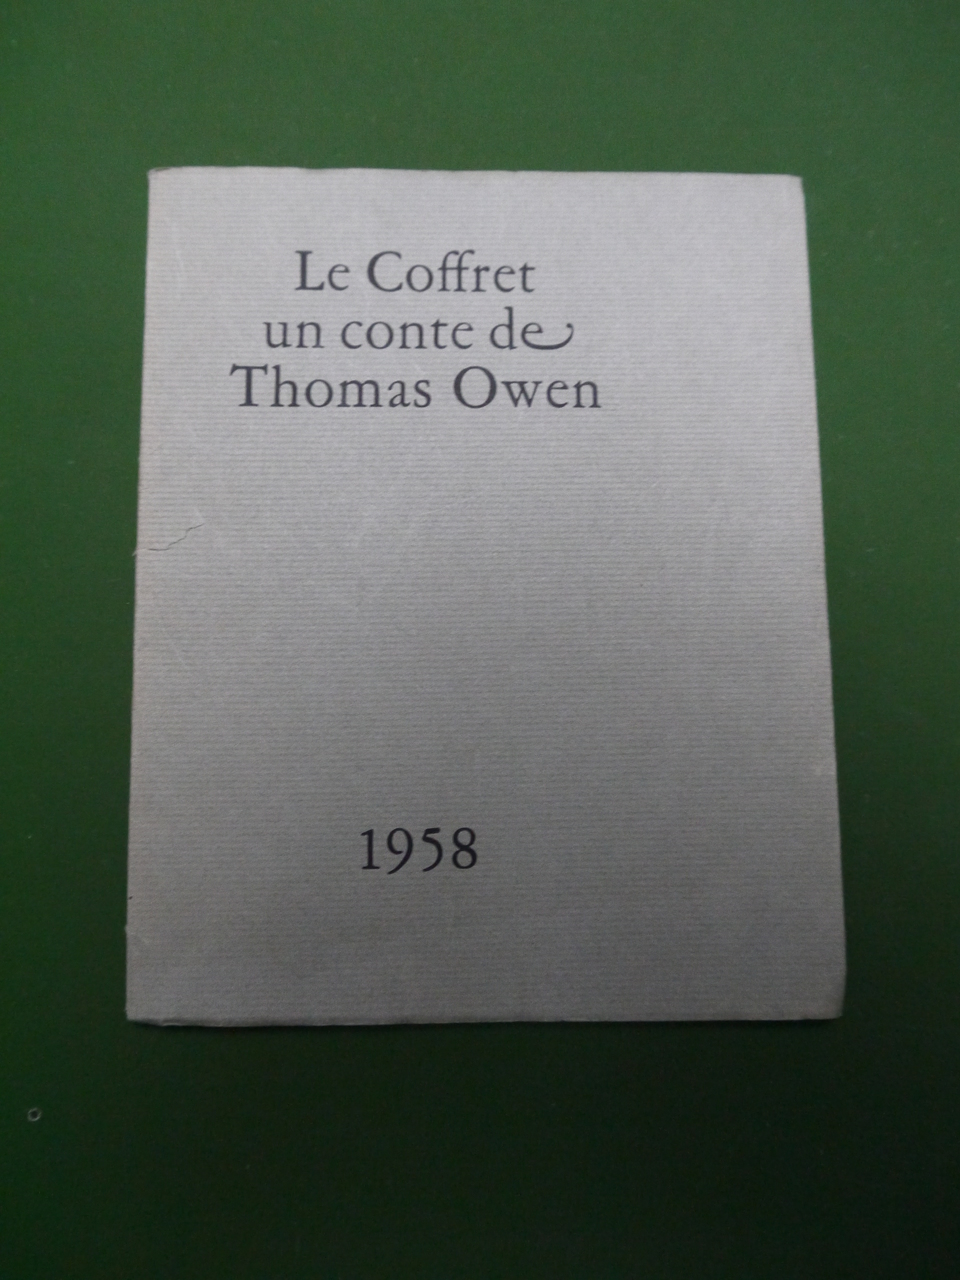 Le Coffret
un conte de
Thomas Owen
1958